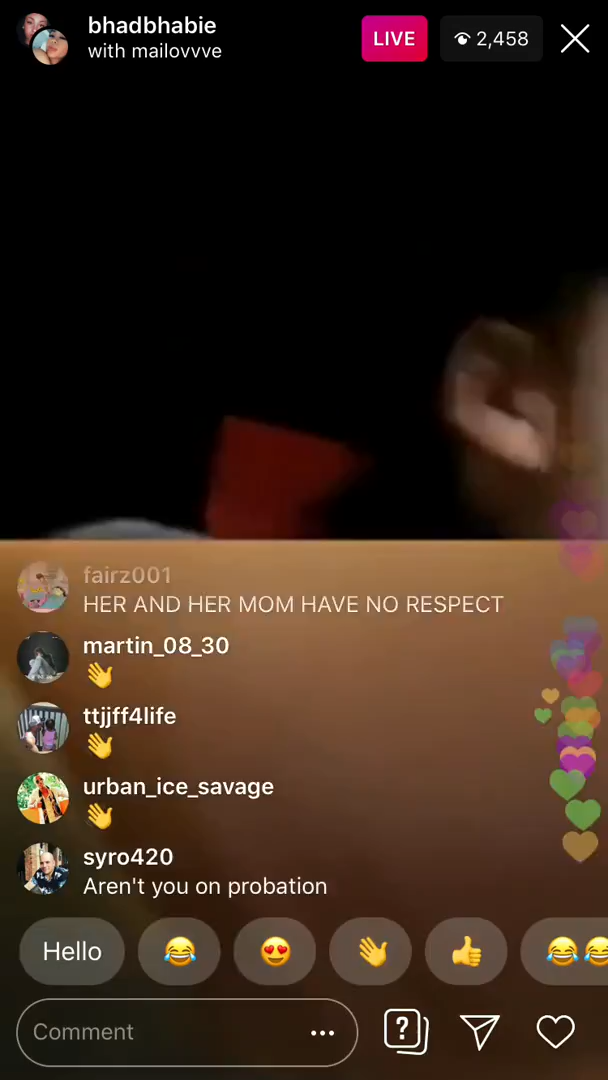 bhadbhabie
with mailovvve
LIVE
2,458
fairz001
HER AND HER MOM HAVE NO RESPECT
martin_08_30
👋
ttjjff4life
👋
urban_ice_savage
👋
syro420
Aren't you on probation
Hello 😂 😍 👋 👍 😂😂
Comment
?